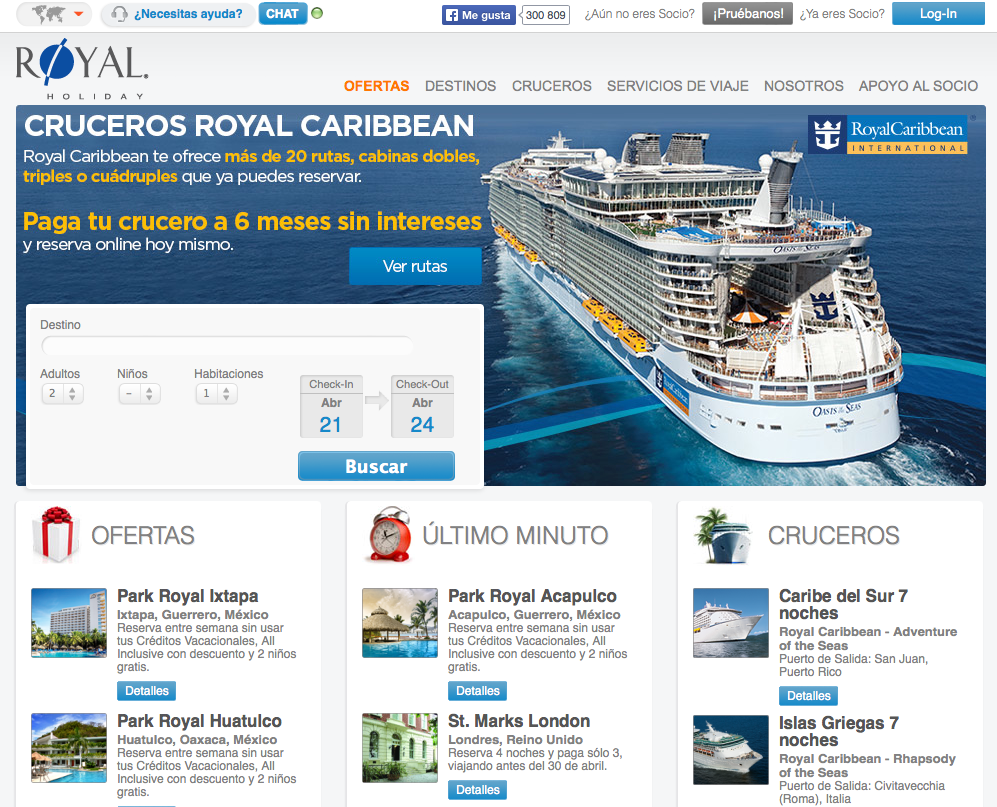 ¿Necesitas ayuda?
CHAT
Me gusta
300 809
¿Aún no eres Socio?
¡Pruébanos!
¿Ya eres Socio?
Log-In
ROYAL
HOLIDAY
OFERTAS
DESTINOS
CRUCEROS
SERVICIOS DE VIAJE
NOSOTROS
APOYO AL SOCIO
CRUCEROS ROYAL CARIBBEAN
Royal Caribbean te ofrece más de 20 rutas, cabinas dobles,
triples o cuádruples que ya puedes reservar.
Paga tu crucero a 6 meses sin intereses
y reserva online hoy mismo.
Ver rutas
RoyalCaribbean
INTERNATIONAL
OASIS OF THE SEAS
Destino
Adultos
Niños
Habitaciones
2
–
1
Check-In
Abr
21
Check-Out
Abr
24
Buscar
OFERTAS
Park Royal Ixtapa
Ixtapa, Guerrero, México
Reserva entre semana sin usar
tus Créditos Vacacionales, All
Inclusive con descuento y 2 niños
gratis.
Detalles
Park Royal Huatulco
Huatulco, Oaxaca, México
Reserva entre semana sin usar
tus Créditos Vacacionales, All
Inclusive con descuento y 2 niños
gratis.
ÚLTIMO MINUTO
Park Royal Acapulco
Acapulco, Guerrero, México
Reserva entre semana sin usar
tus Créditos Vacacionales, All
Inclusive con descuento y 2 niños
gratis.
Detalles
St. Marks London
Londres, Reino Unido
Reserva 4 noches y paga sólo 3,
viajando antes del 30 de abril.
Detalles
CRUCEROS
Caribe del Sur 7
noches
Royal Caribbean - Adventure
of the Seas
Puerto de Salida: San Juan,
Puerto Rico
Detalles
Islas Griegas 7
noches
Royal Caribbean - Rhapsody
of the Seas
Puerto de Salida: Civitavecchia
(Roma), Italia